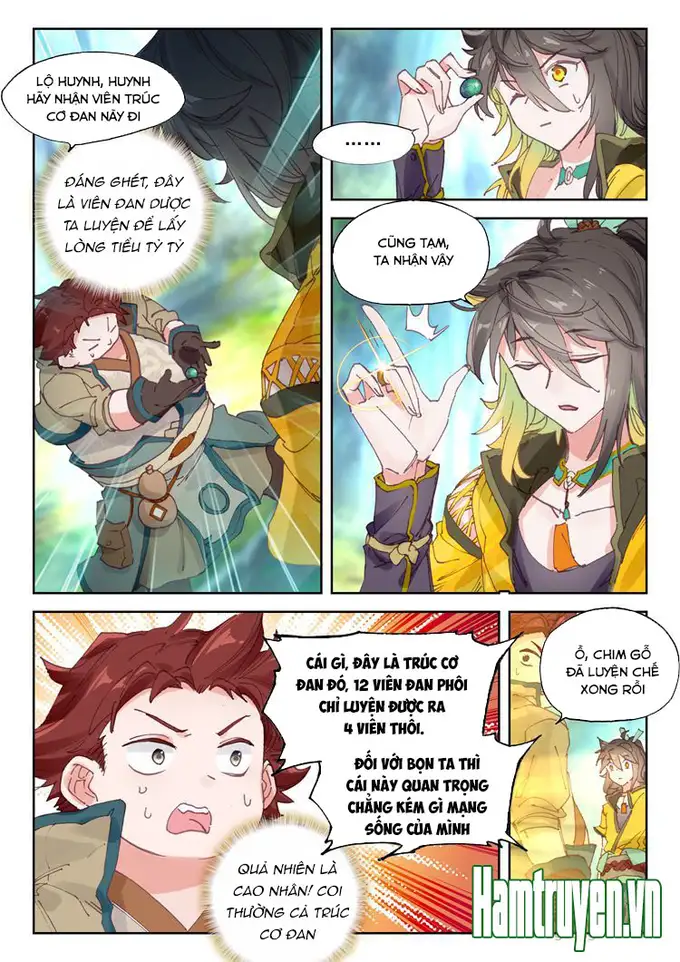 LỘ HUYNH, HUYNH
HÃY NHẬN VIÊN TRÚC
CƠ ĐAN NÀY ĐI
ĐÁNG GHÉT, ĐÂY
LÀ VIÊN ĐAN DƯỢC
TA LUYỆN ĐỂ LẤY
LÒNG TIỂU TỶ TỶ
......
CŨNG TẠM,
TA NHẬN VẬY
CÁI GÌ, ĐÂY LÀ TRÚC CƠ
ĐAN ĐÓ, 12 VIÊN ĐAN PHÔI
CHỈ LUYỆN ĐƯỢC RA
4 VIÊN THÔI.
ĐỐI VỚI BỌN TA THÌ
CÁI NÀY QUAN TRỌNG
CHẲNG KÉM GÌ MẠNG
SỐNG CỦA MÌNH
QUẢ NHIÊN LÀ
CAO NHÂN! COI
THƯỜNG CẢ TRÚC
CƠ ĐAN
Ồ, CHIM GỖ
ĐÃ LUYỆN CHẾ
XONG RỒI
Hamtruyen.vn